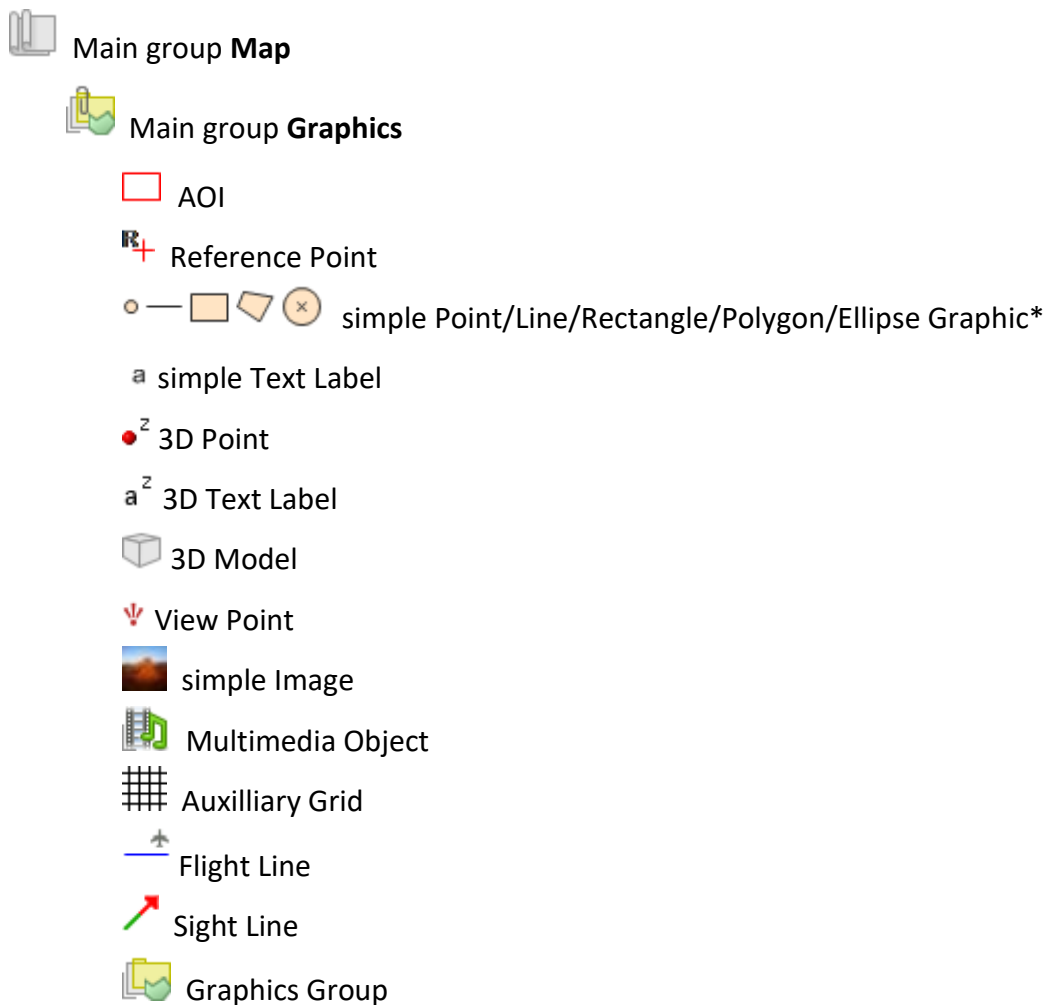 Main group Map
Main group Graphics
AOI
R Reference Point
simple Point/Line/Rectangle/Polygon/Ellipse Graphic*
a simple Text Label
z 3D Point
a z 3D Text Label
3D Model
View Point
simple Image
Multimedia Object
Auxilliary Grid
Flight Line
Sight Line
Graphics Group